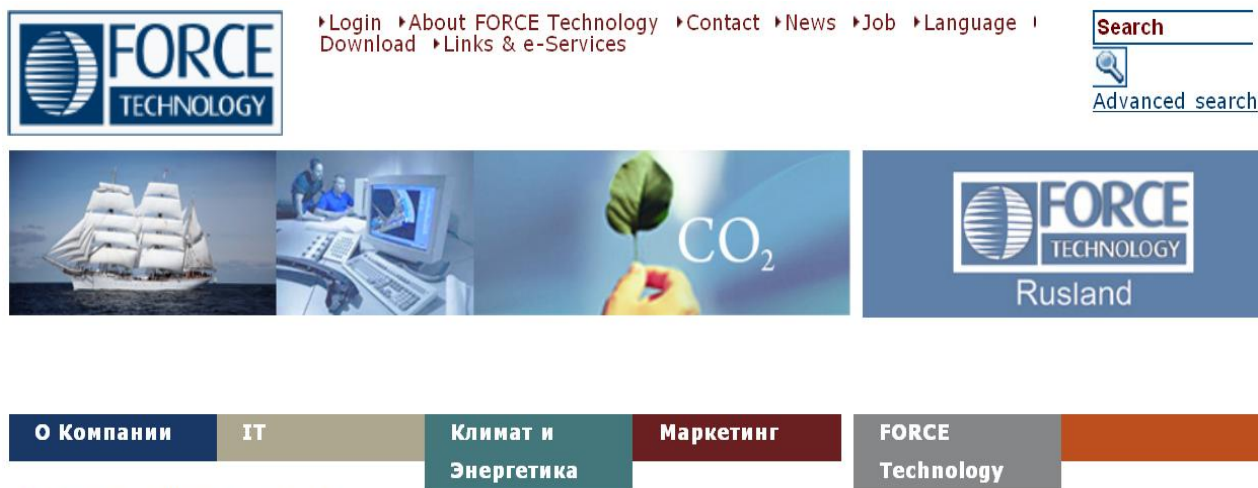 FORCE
TECHNOLOGY
Login About FORCE Technology Contact News Job Language
Download Links & e-Services
Search
Advanced search
CO₂
FORCE
TECHNOLOGY
Rusland
О Компании IT Климат и Энергетика Маркетинг FORCE Technology